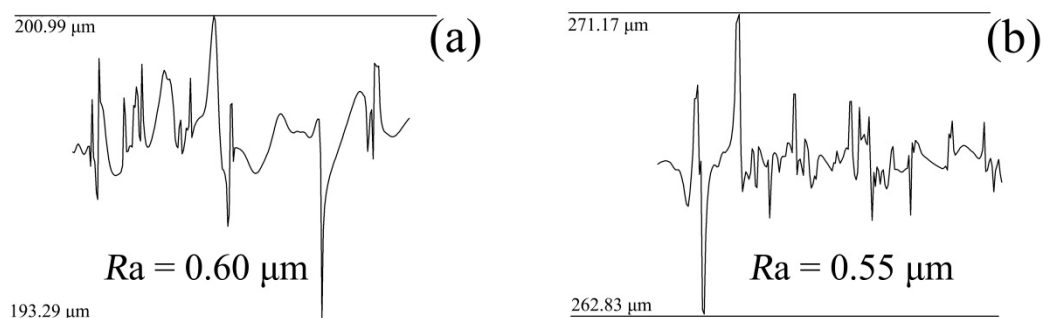 200.99 μm
(a)
Ra = 0.60 μm
193.29 μm
271.17 μm
(b)
Ra = 0.55 μm
262.83 μm